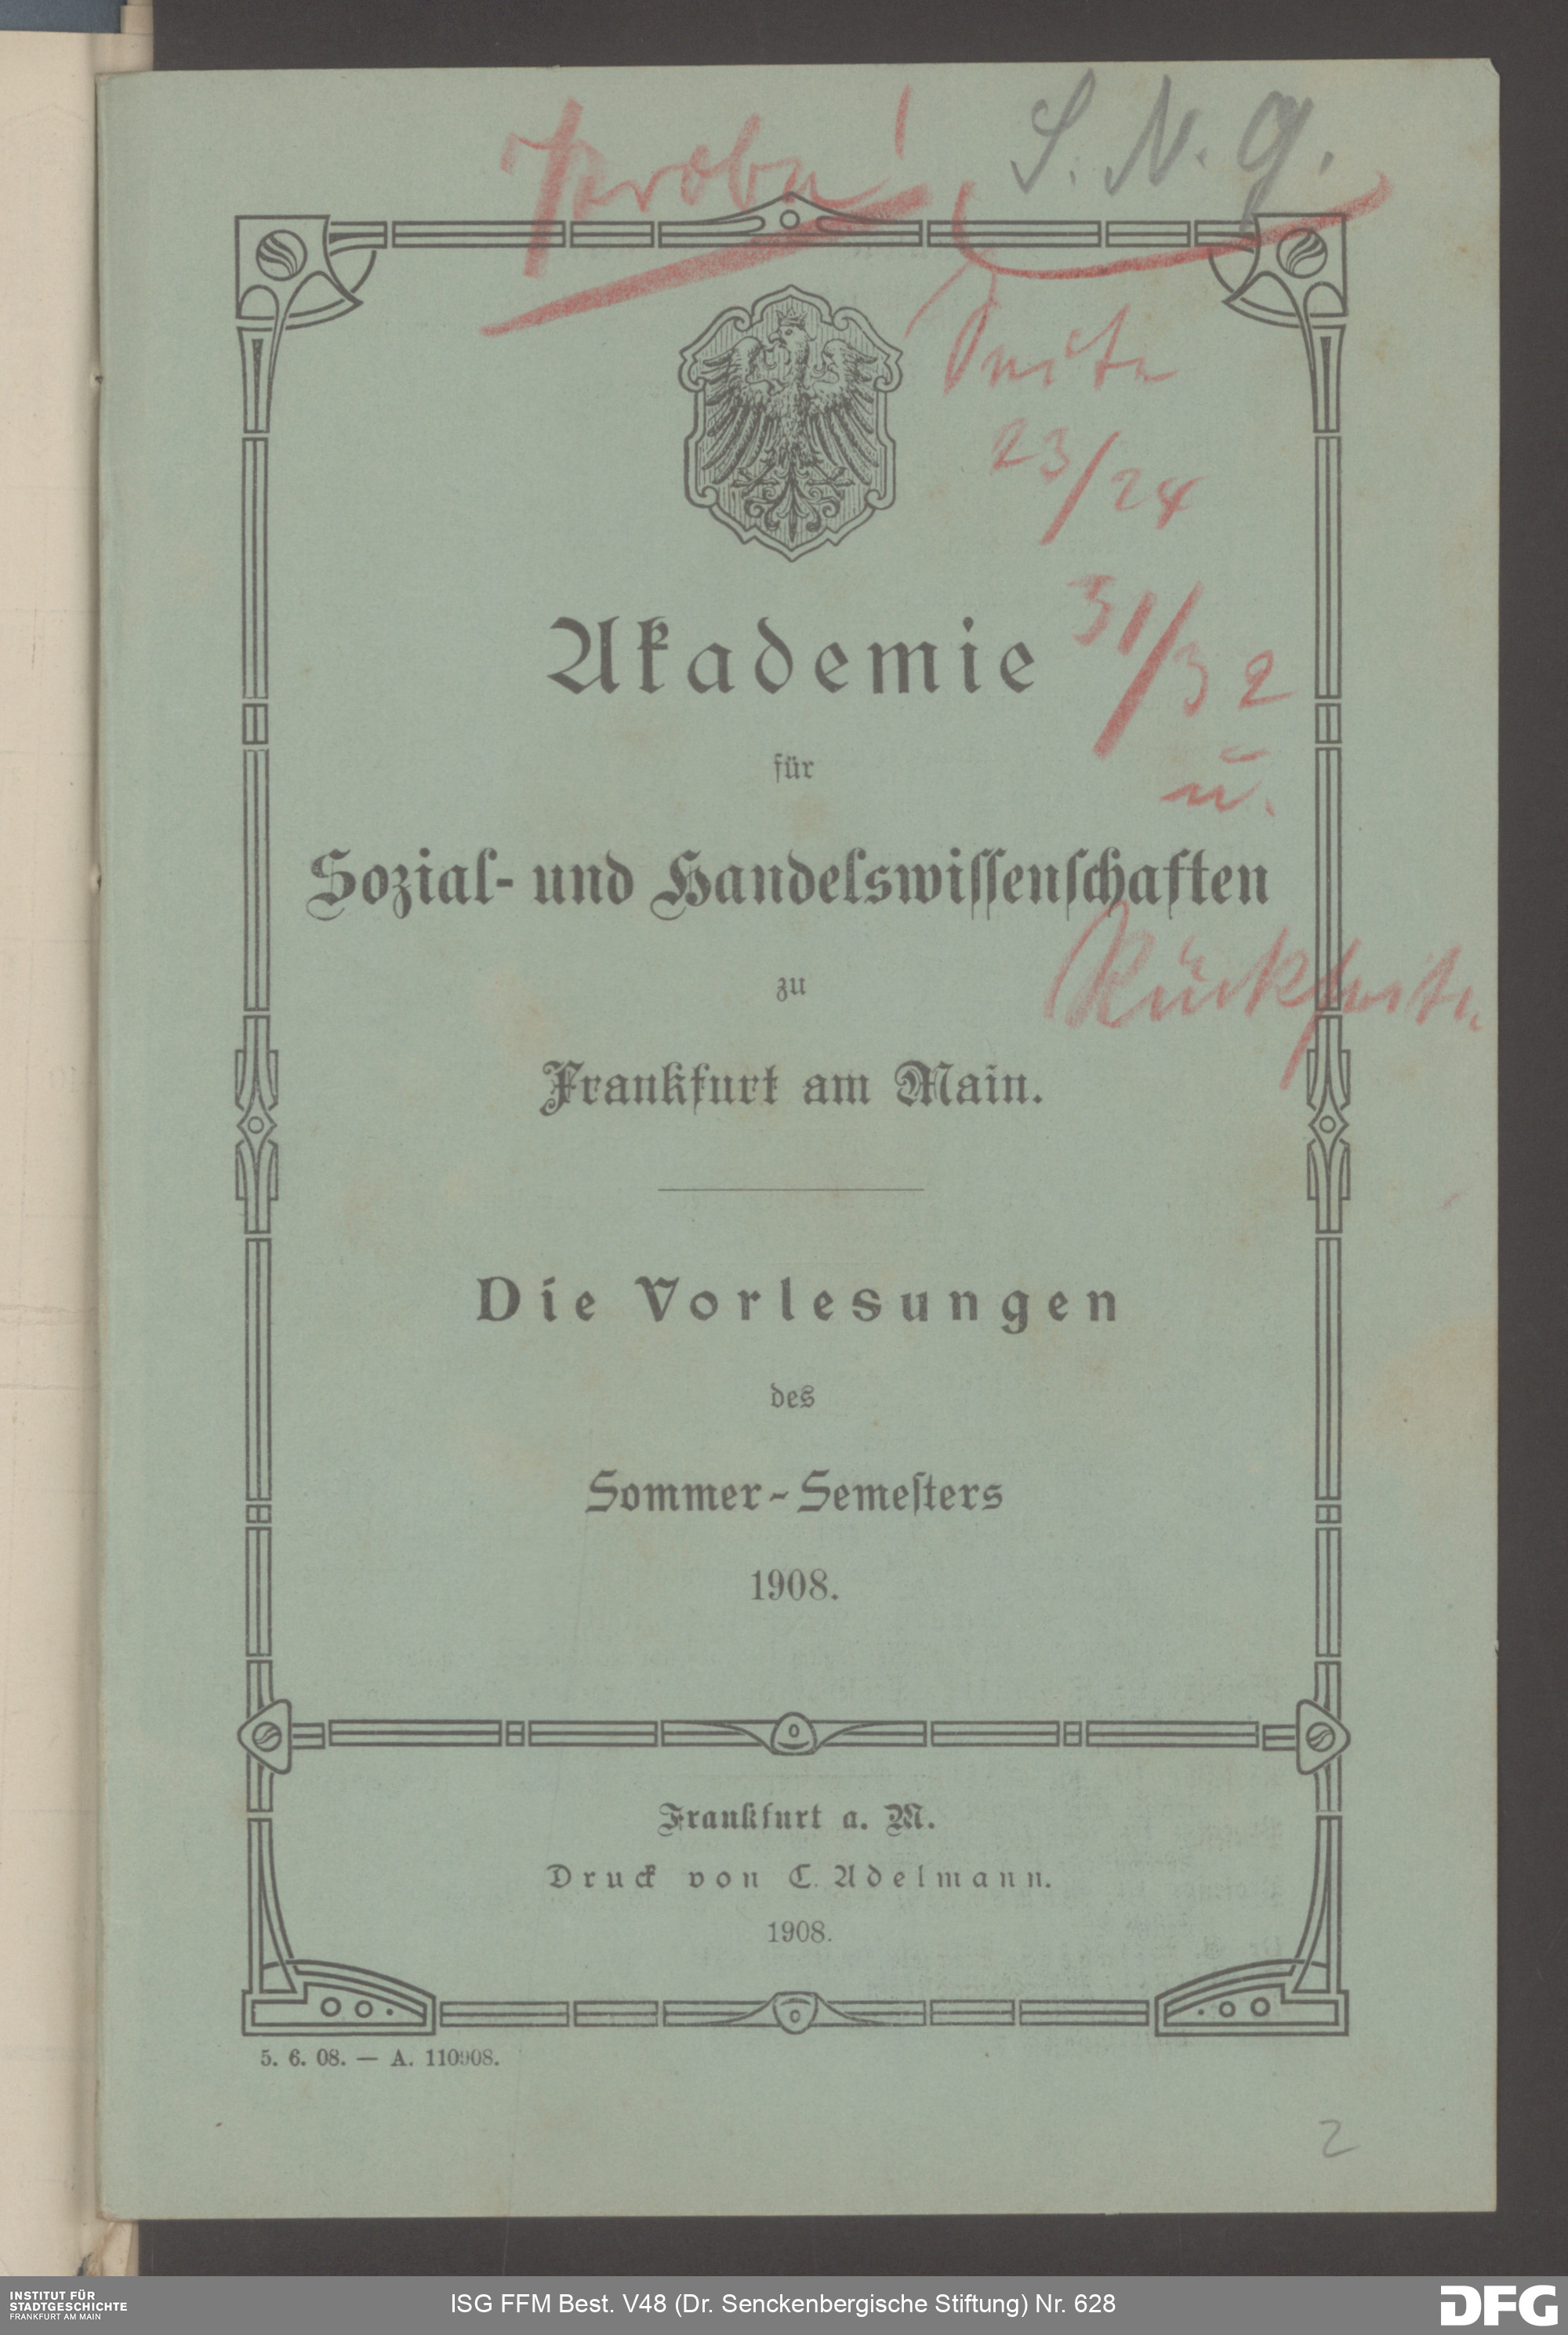 S. N. G.
Seite
23/24
31/32
u.
Rückseite
Akademie
für
Sozial- und Handelswiſſenſchaften
zu
Frankfurt am Main.
Die Vorlesungen
des
Sommer-Semeſters
1908.
Frankfurt a. M.
Druck von C. Adelmann.
1908.
5. 6. 08. — A. 110908.
2
INSTITUT FÜR
STADTGESCHICHTE
FRANKFURT AM MAIN
ISG FFM Best. V48 (Dr. Senckenbergische Stiftung) Nr. 628
DFG